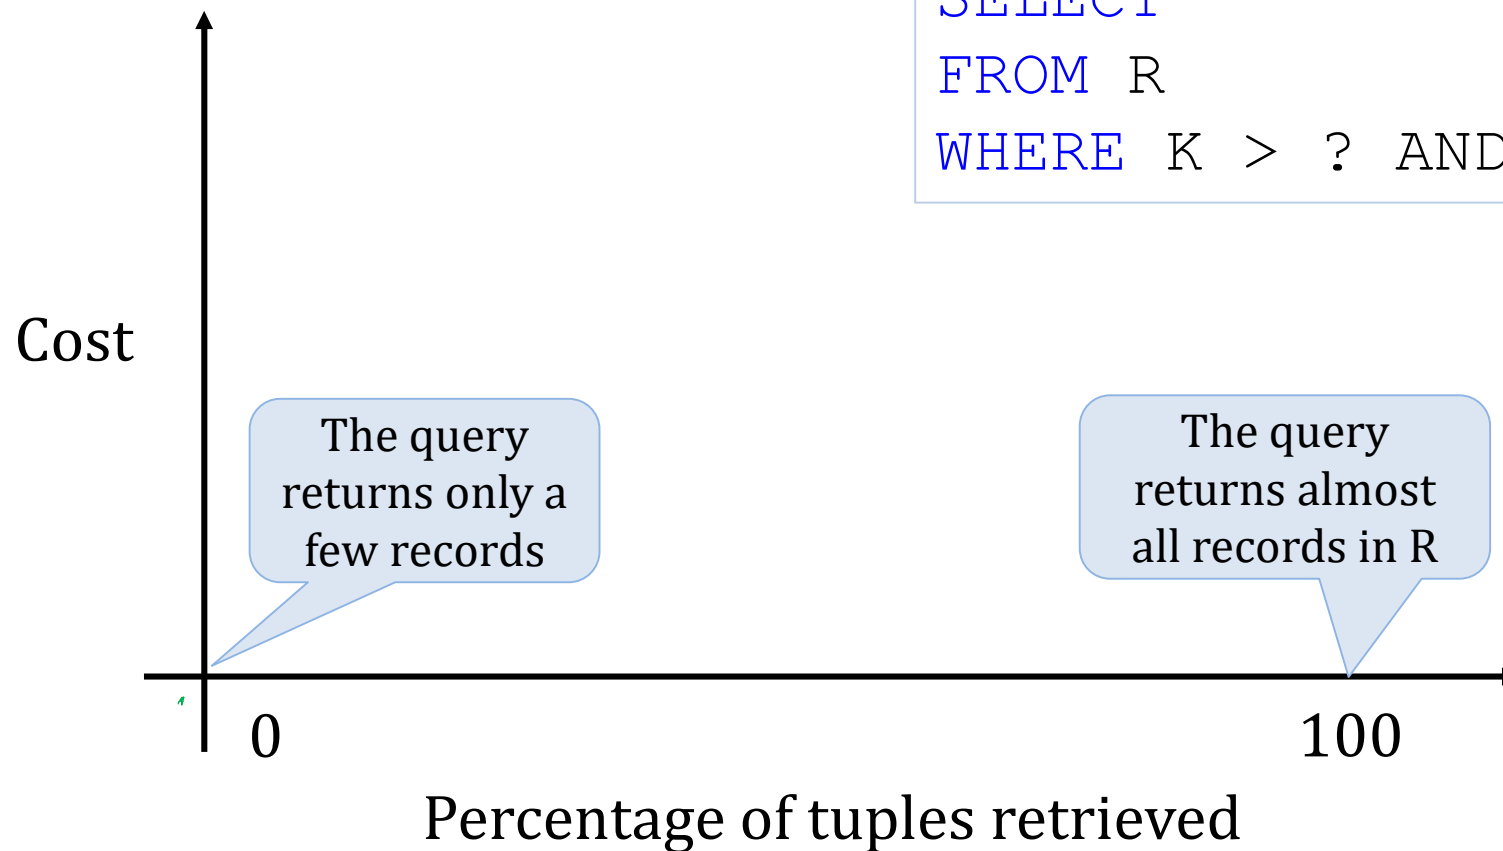 SELECT
FROM R
WHERE K > ? AND
Cost
The query
returns only a
few records
The query
returns almost
all records in R
0
100
Percentage of tuples retrieved